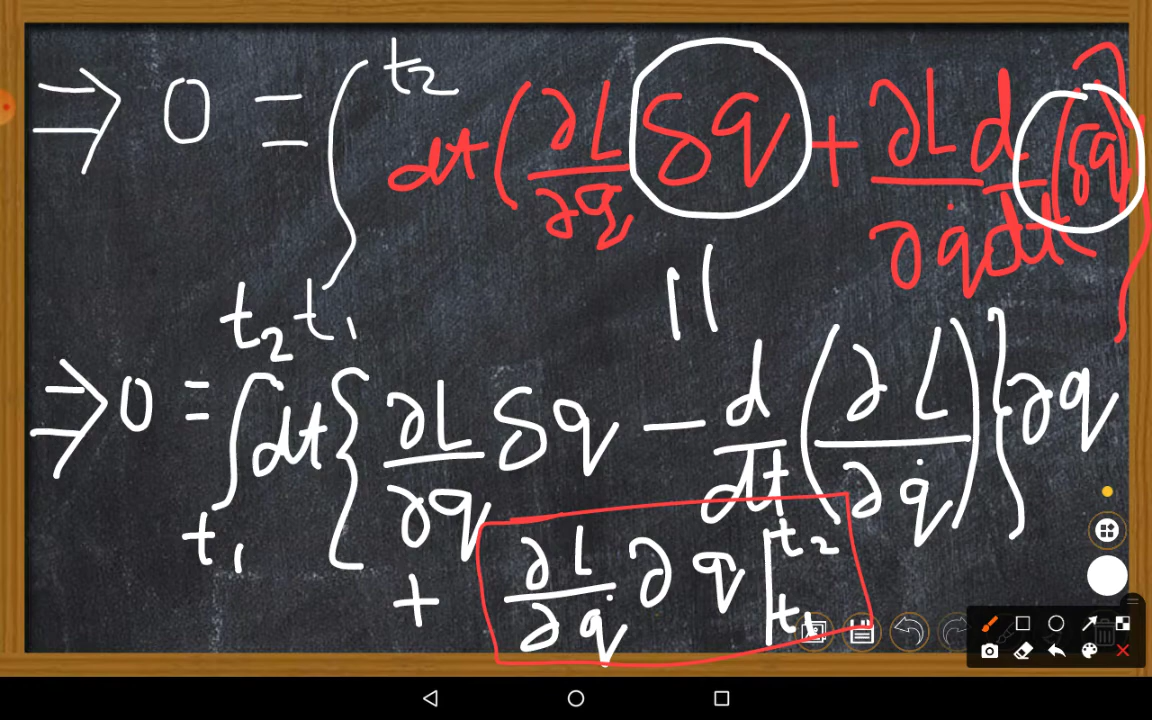 ⇒ 0 = ∫_{t₁}^{t₂} dt (∂L/∂q δq + ∂L/∂q̇ d/dt (δq))
||
⇒ 0 = ∫_{t₁}^{t₂} dt { ∂L/∂q δq − d/dt (∂L/∂q̇) } ∂q
+ ∂L/∂q̇ ∂q |_{t₁}^{t₂}